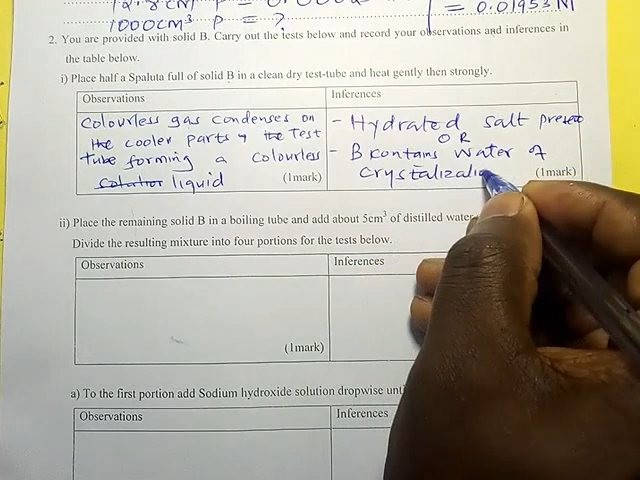 1000cm³ P = ?
= 0.01953 M
2. You are provided with solid B. Carry out the tests below and record your observations and inferences in
the table below.
i) Place half a Spaluta full of solid B in a clean dry test-tube and heat gently then strongly.
Observations
Colourless gas condenses on
the cooler parts of the Test
tube forming a colourless
liquid (1mark)
Inferences
- Hydrated salt present
OR
- B contains water of
crystalizatio (1mark)
ii) Place the remaining solid B in a boiling tube and add about 5cm³ of distilled water.
Divide the resulting mixture into four portions for the tests below.
Observations Inferences
(1mark)
a) To the first portion add Sodium hydroxide solution dropwise unti
Observations Inferences